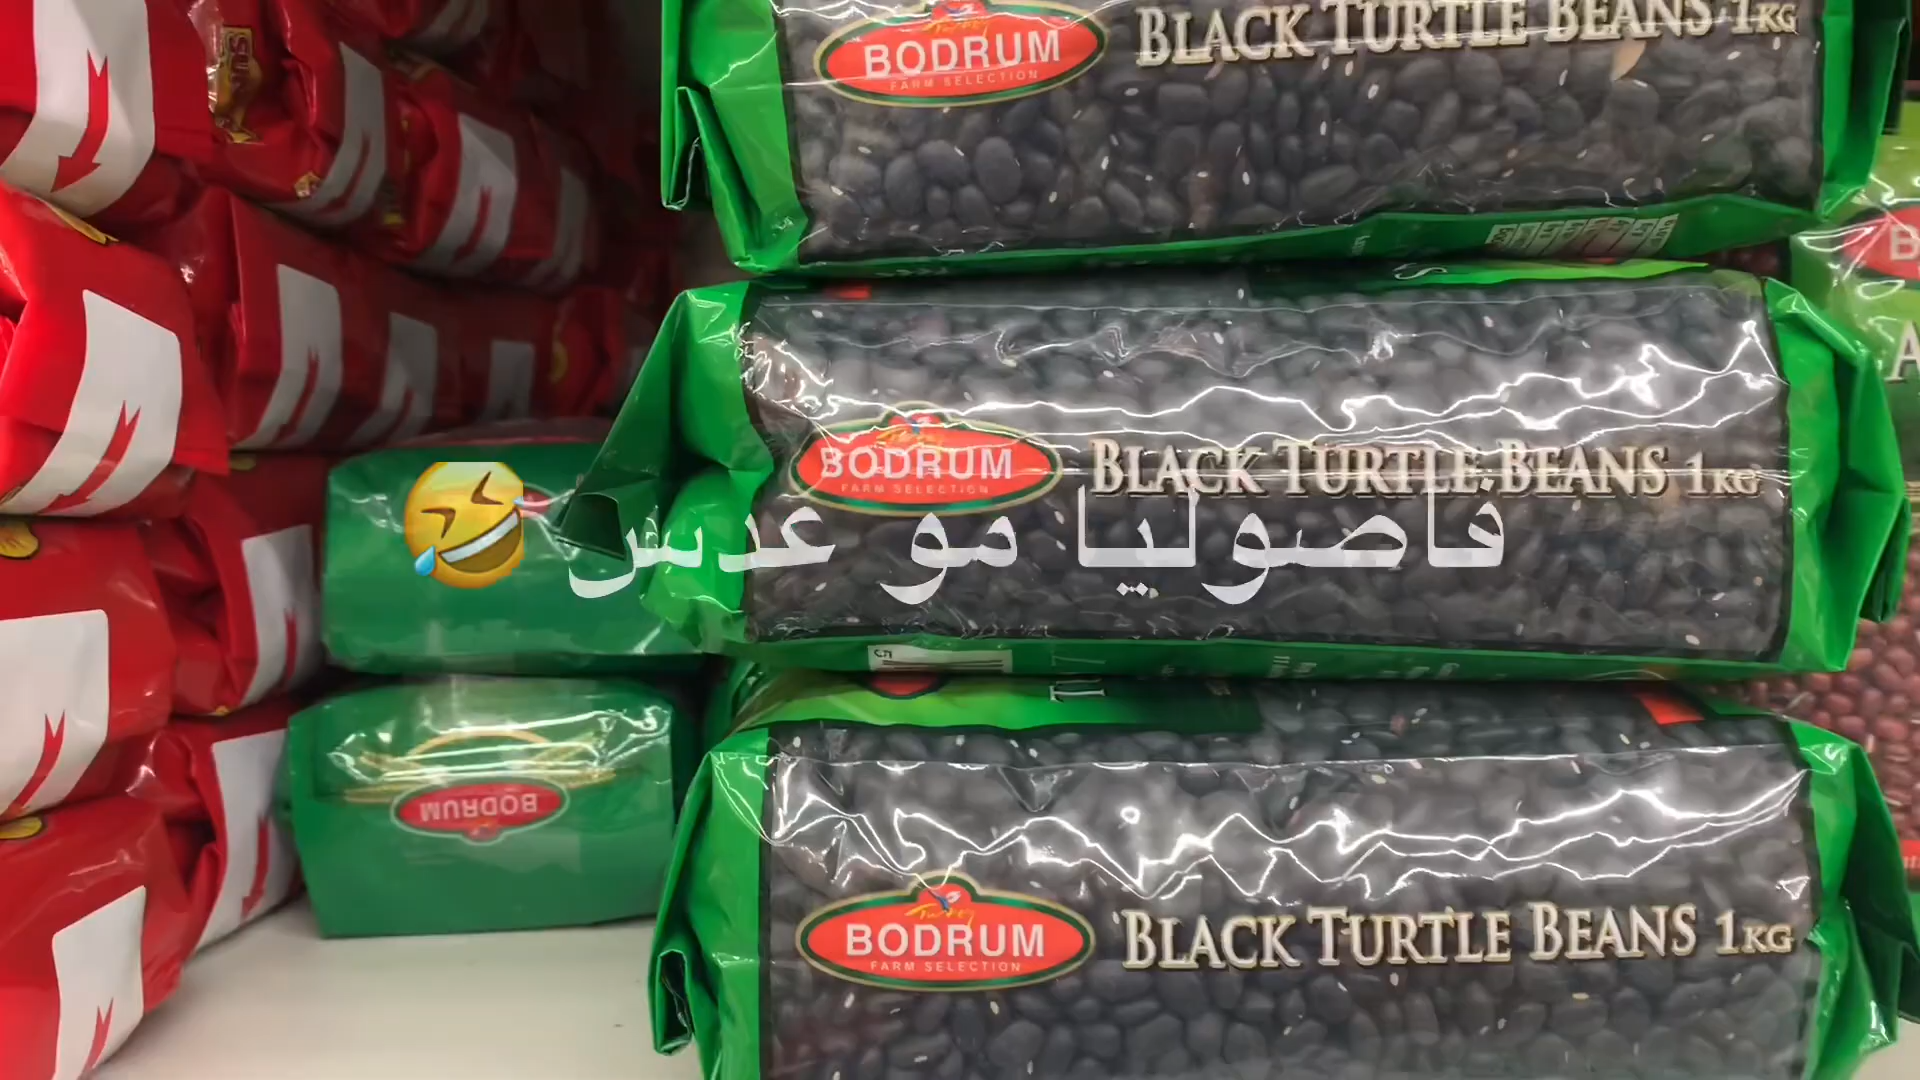 BODRUM
FARM SELECTION
BLACK TURTLE BEANS 1KG
BODRUM
FARM SELECTION
BLACK TURTLE BEANS 1KG
فاصوليا مو عدس 🤣
BODRUM
Turkey
BODRUM
FARM SELECTION
BLACK TURTLE BEANS 1KG